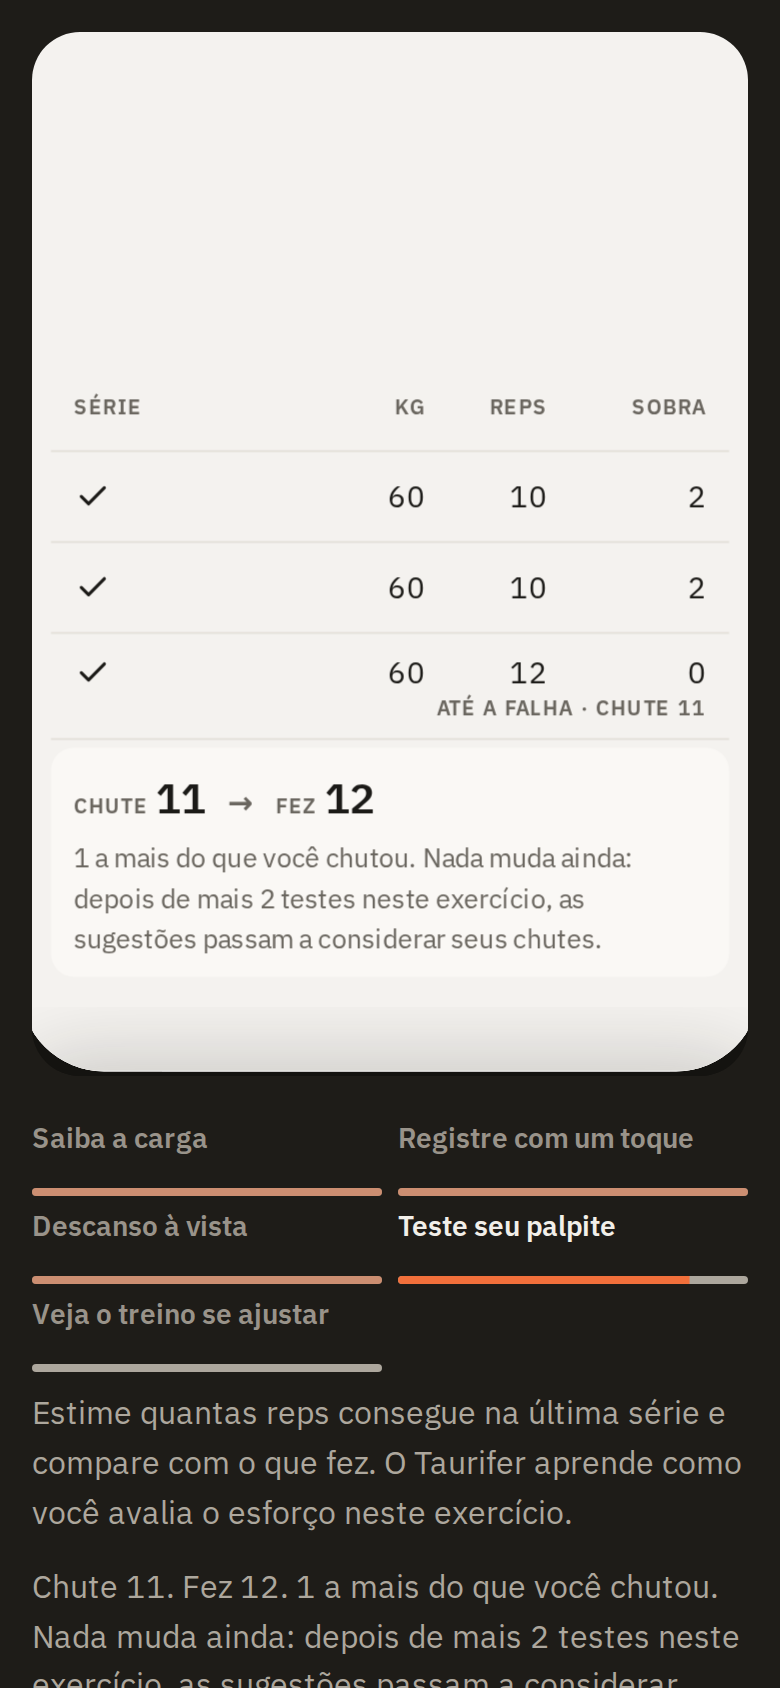 SÉRIE KG REPS SOBRA
60 10 2
60 10 2
60 12 0
ATÉ A FALHA · CHUTE 11
CHUTE 11 → FEZ 12
1 a mais do que você chutou. Nada muda ainda:
depois de mais 2 testes neste exercício, as
sugestões passam a considerar seus chutes.
Saiba a carga
Registre com um toque
Descanso à vista
Teste seu palpite
Veja o treino se ajustar
Estime quantas reps consegue na última série e
compare com o que fez. O Taurifer aprende como
você avalia o esforço neste exercício.
Chute 11. Fez 12. 1 a mais do que você chutou.
Nada muda ainda: depois de mais 2 testes neste
exercício, as sugestões passam a considerar